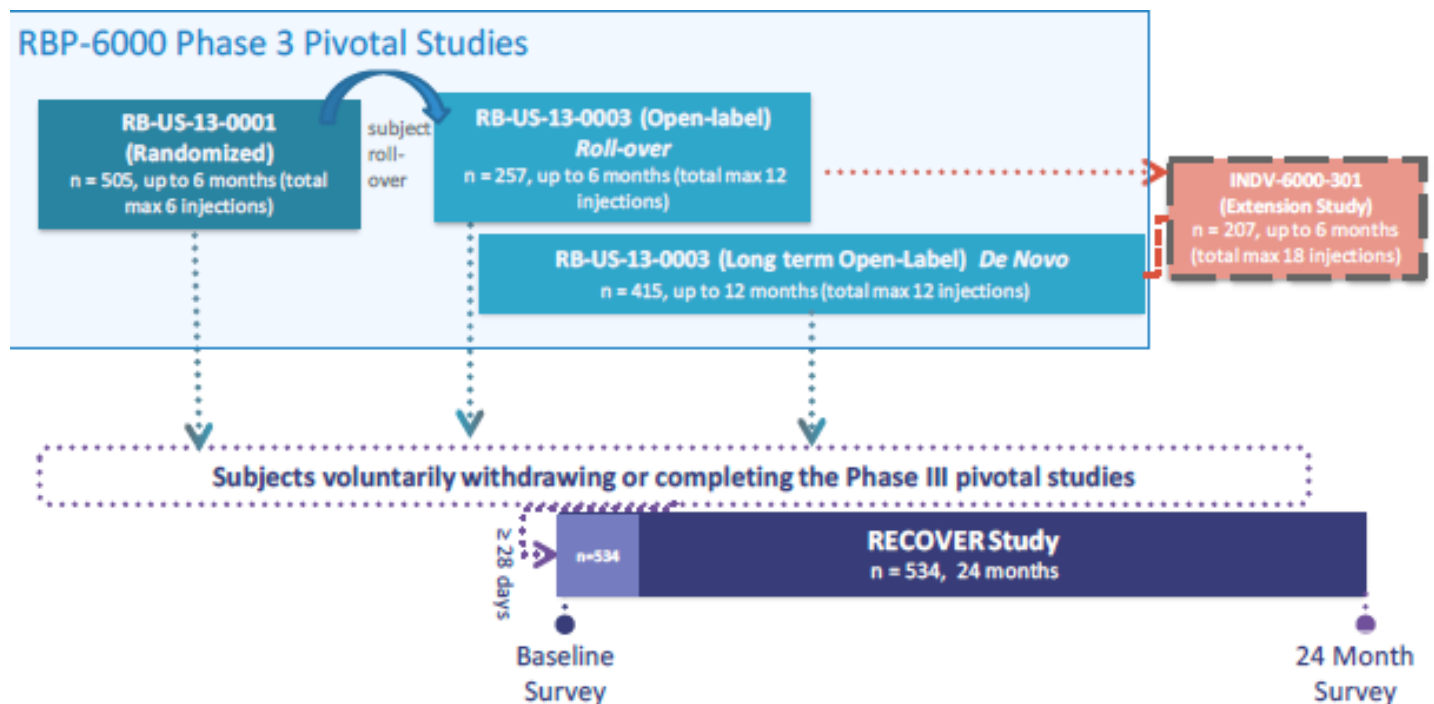 RBP-6000 Phase 3 Pivotal Studies
RB-US-13-0001
(Randomized)
n = 505, up to 6 months (total
max 6 injections)
subject
roll-
over
RB-US-13-0003 (Open-label)
Roll-over
n = 257, up to 6 months (total max 12
injections)
RB-US-13-0003 (Long term Open-Label) De Novo
n = 415, up to 12 months (total max 12 injections)
INDV-6000-301
(Extension Study)
n = 207, up to 6 months
(total max 18 injections)
Subjects voluntarily withdrawing or completing the Phase III pivotal studies
≥ 28 days
n=534
RECOVER Study
n = 534, 24 months
Baseline
Survey
24 Month
Survey